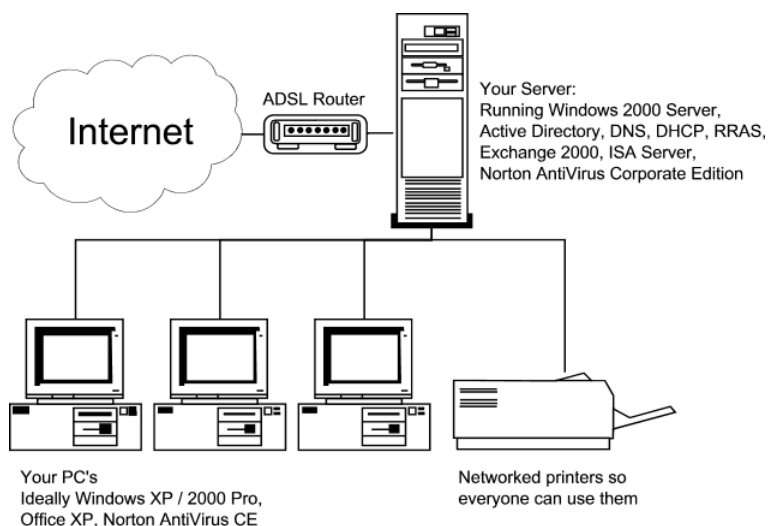 Internet
ADSL Router
Your Server:
Running Windows 2000 Server,
Active Directory, DNS, DHCP, RRAS,
Exchange 2000, ISA Server,
Norton AntiVirus Corporate Edition
Your PC's
Ideally Windows XP / 2000 Pro,
Office XP, Norton AntiVirus CE
Networked printers so
everyone can use them